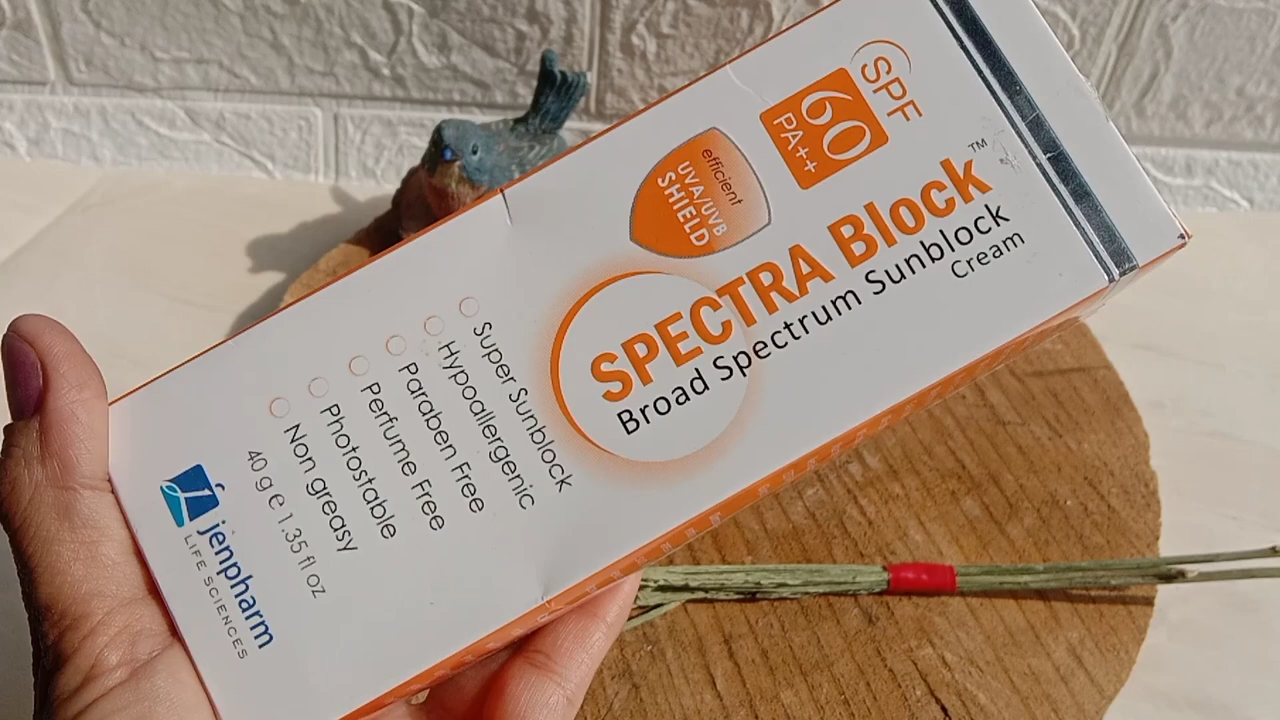 SPF
60
PA++
efficient
UVA/UVB
SHIELD
SPECTRA Block™
Broad Spectrum Sunblock
Cream
Super Sunblock
Hypoallergenic
Paraben Free
Perfume Free
Photostable
Non greasy
40 g e 1.35 fl oz
jenpharm
LIFE SCIENCES